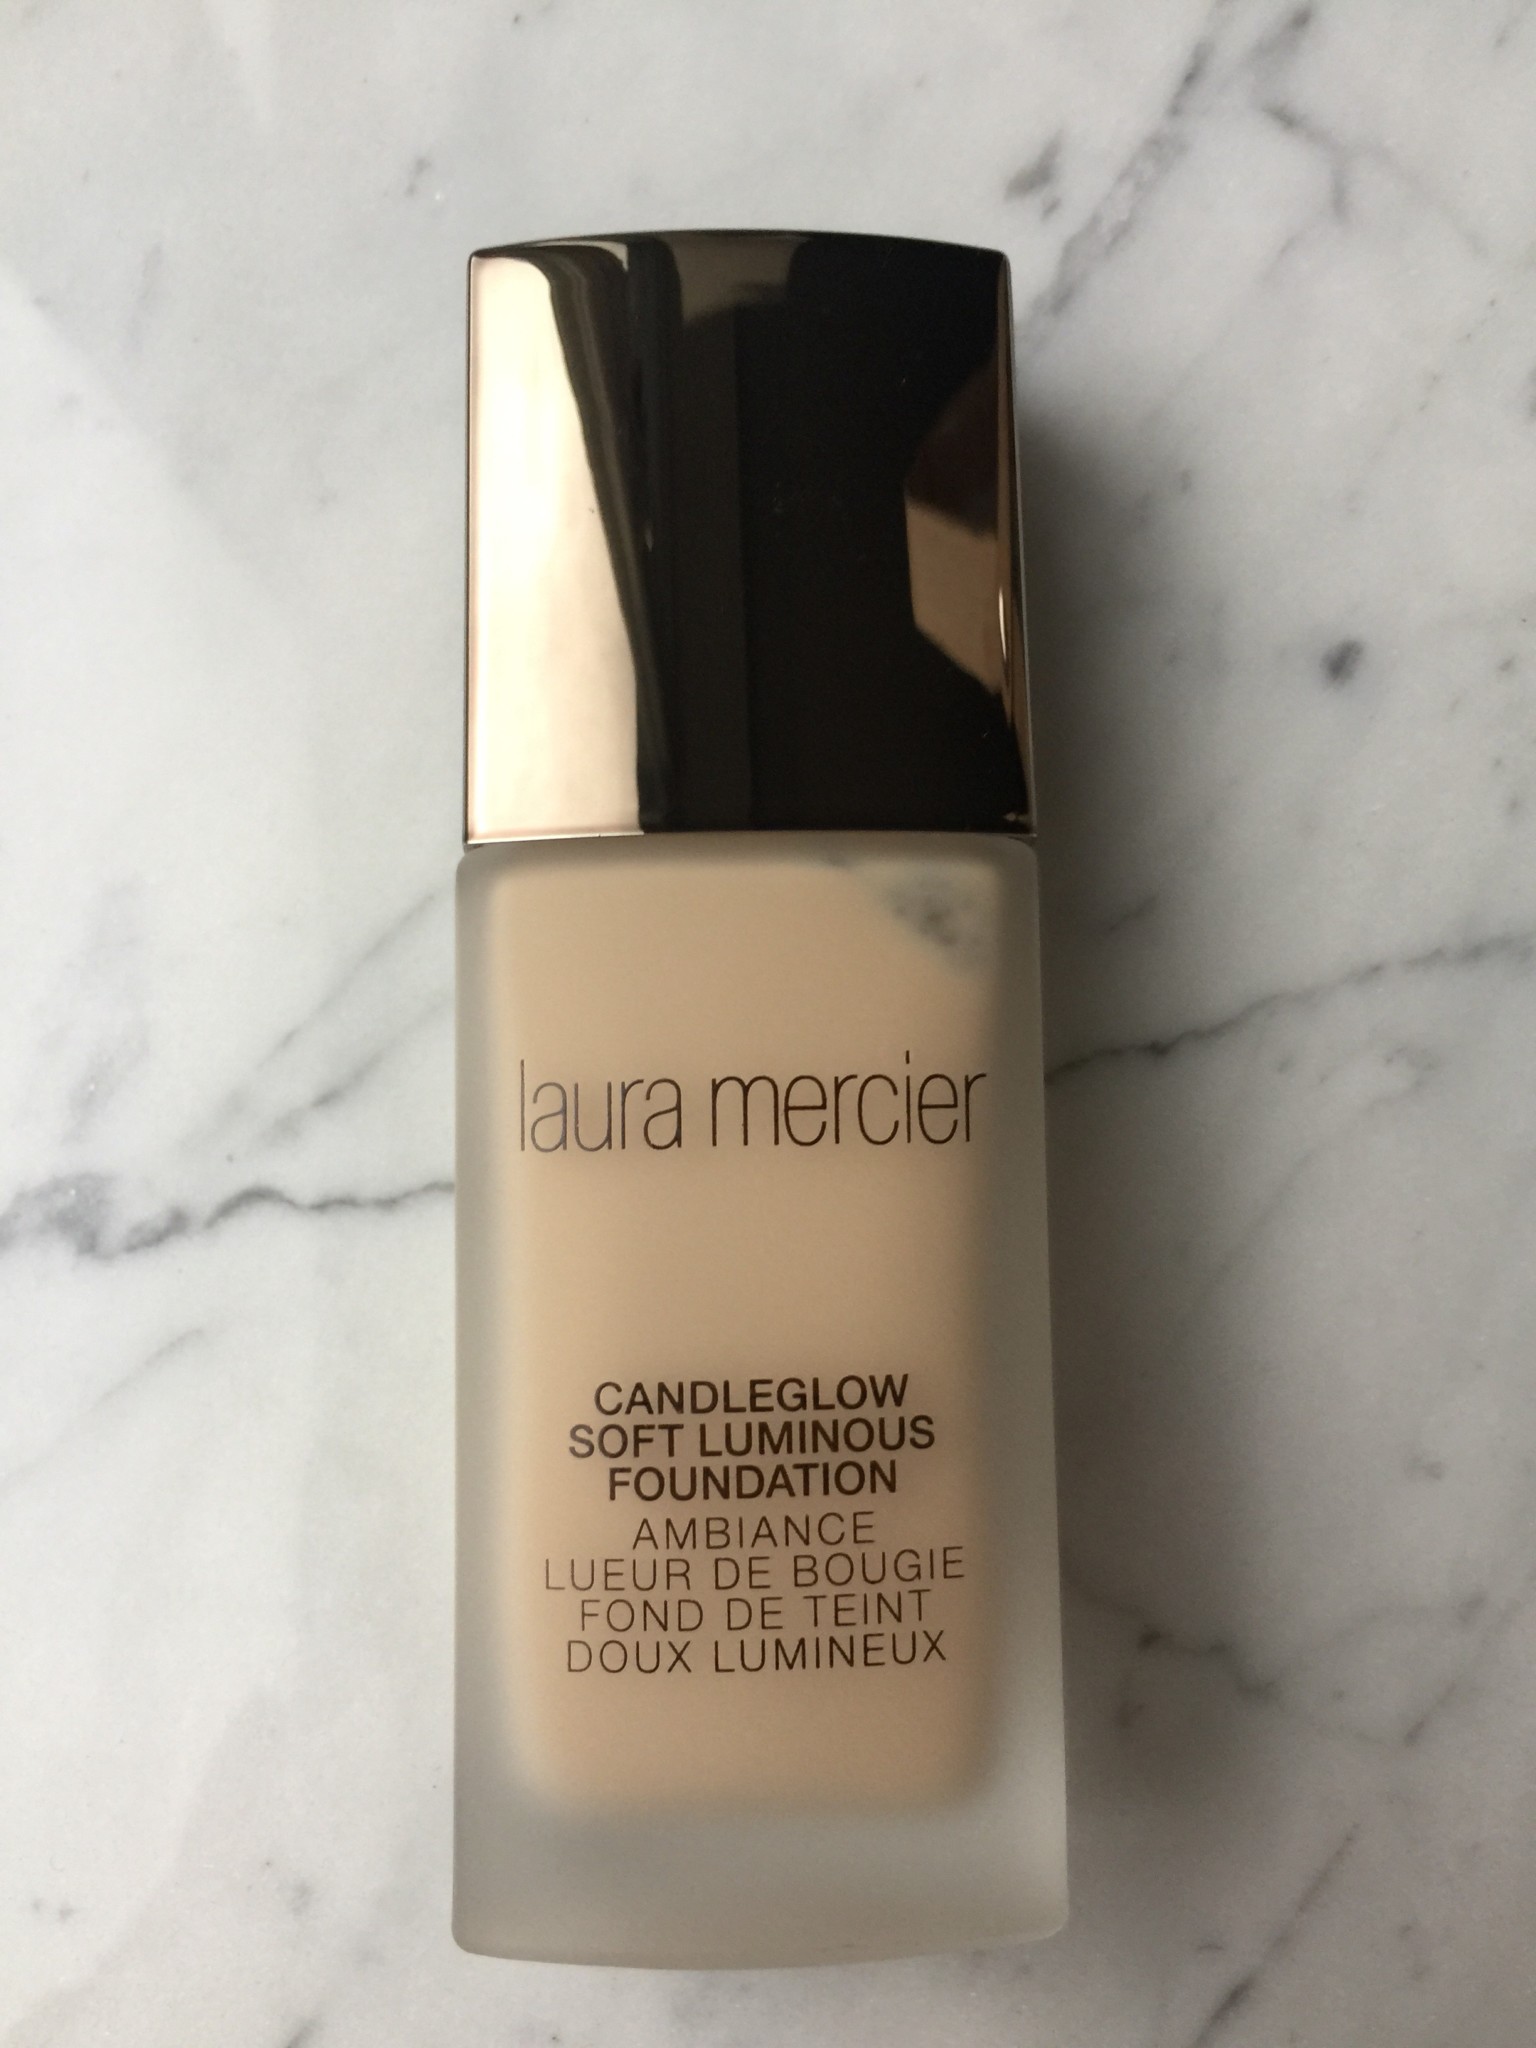 laura mercier
CANDLEGLOW
SOFT LUMINOUS
FOUNDATION
AMBIANCE
LUEUR DE BOUGIE
FOND DE TEINT
DOUX LUMINEUX